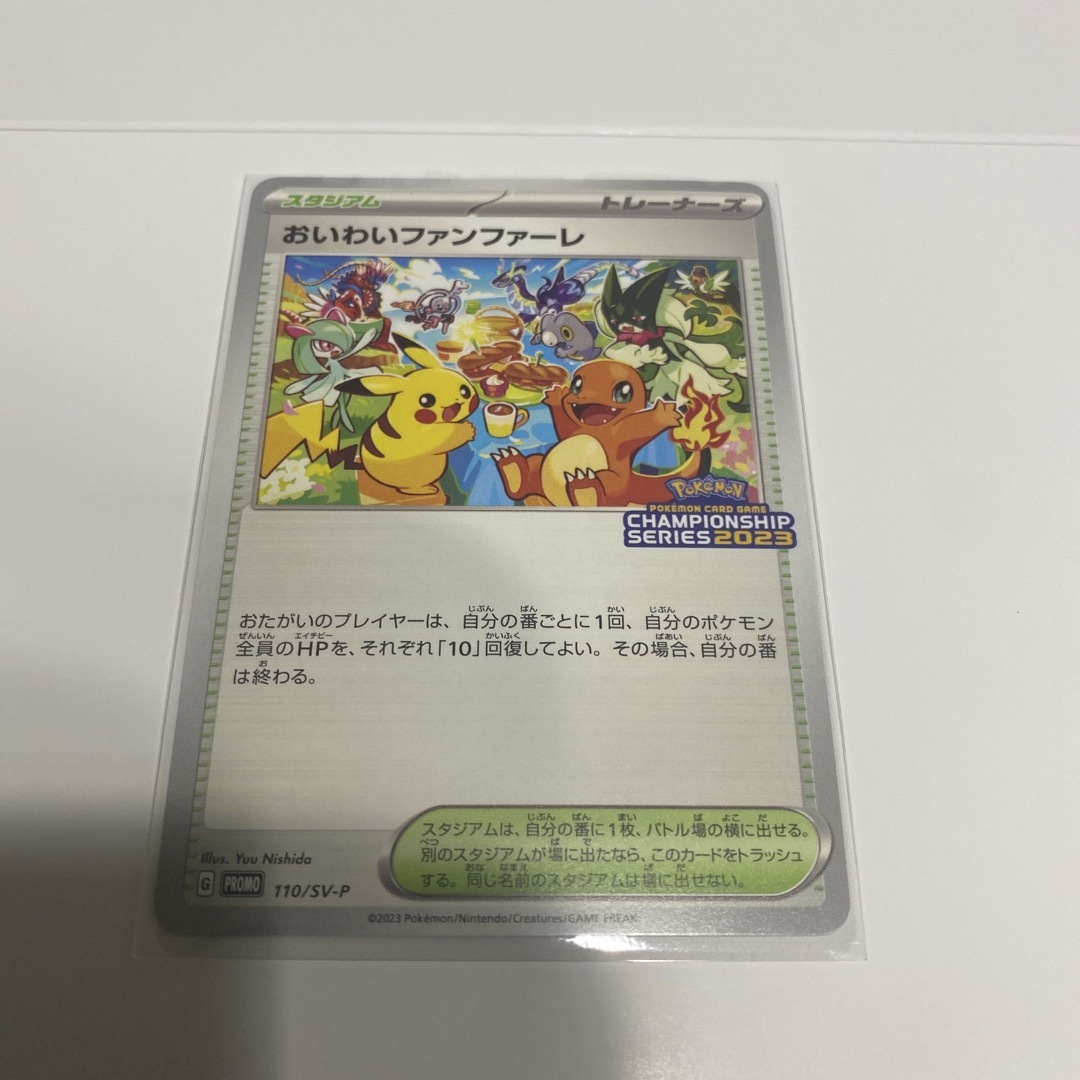 スタジアム トレーナーズ
おいわいファンファーレ
Pokémon
POKÉMON CARD GAME
CHAMPIONSHIP
SERIES 2023
おたがいのプレイヤーは、自分の番ごとに1回、自分のポケモン
全員のHPを、それぞれ「10」回復してよい。その場合、自分の番
は終わる。
スタジアムは、自分の番に1枚、バトル場の横に出せる。
別のスタジアムが場に出たなら、このカードをトラッシュ
する。同じ名前のスタジアムは場に出せない。
Illus. Yuu Nishida
G PROMO 110/SV-P
©2023 Pokémon/Nintendo/Creatures/GAME FREAK.